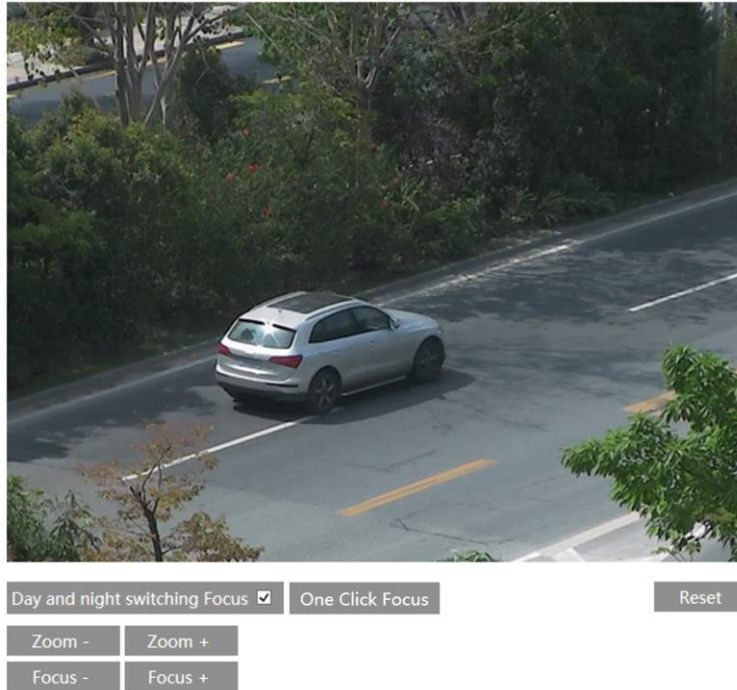 Day and night switching Focus One Click Focus Reset
Zoom - Zoom +
Focus - Focus +